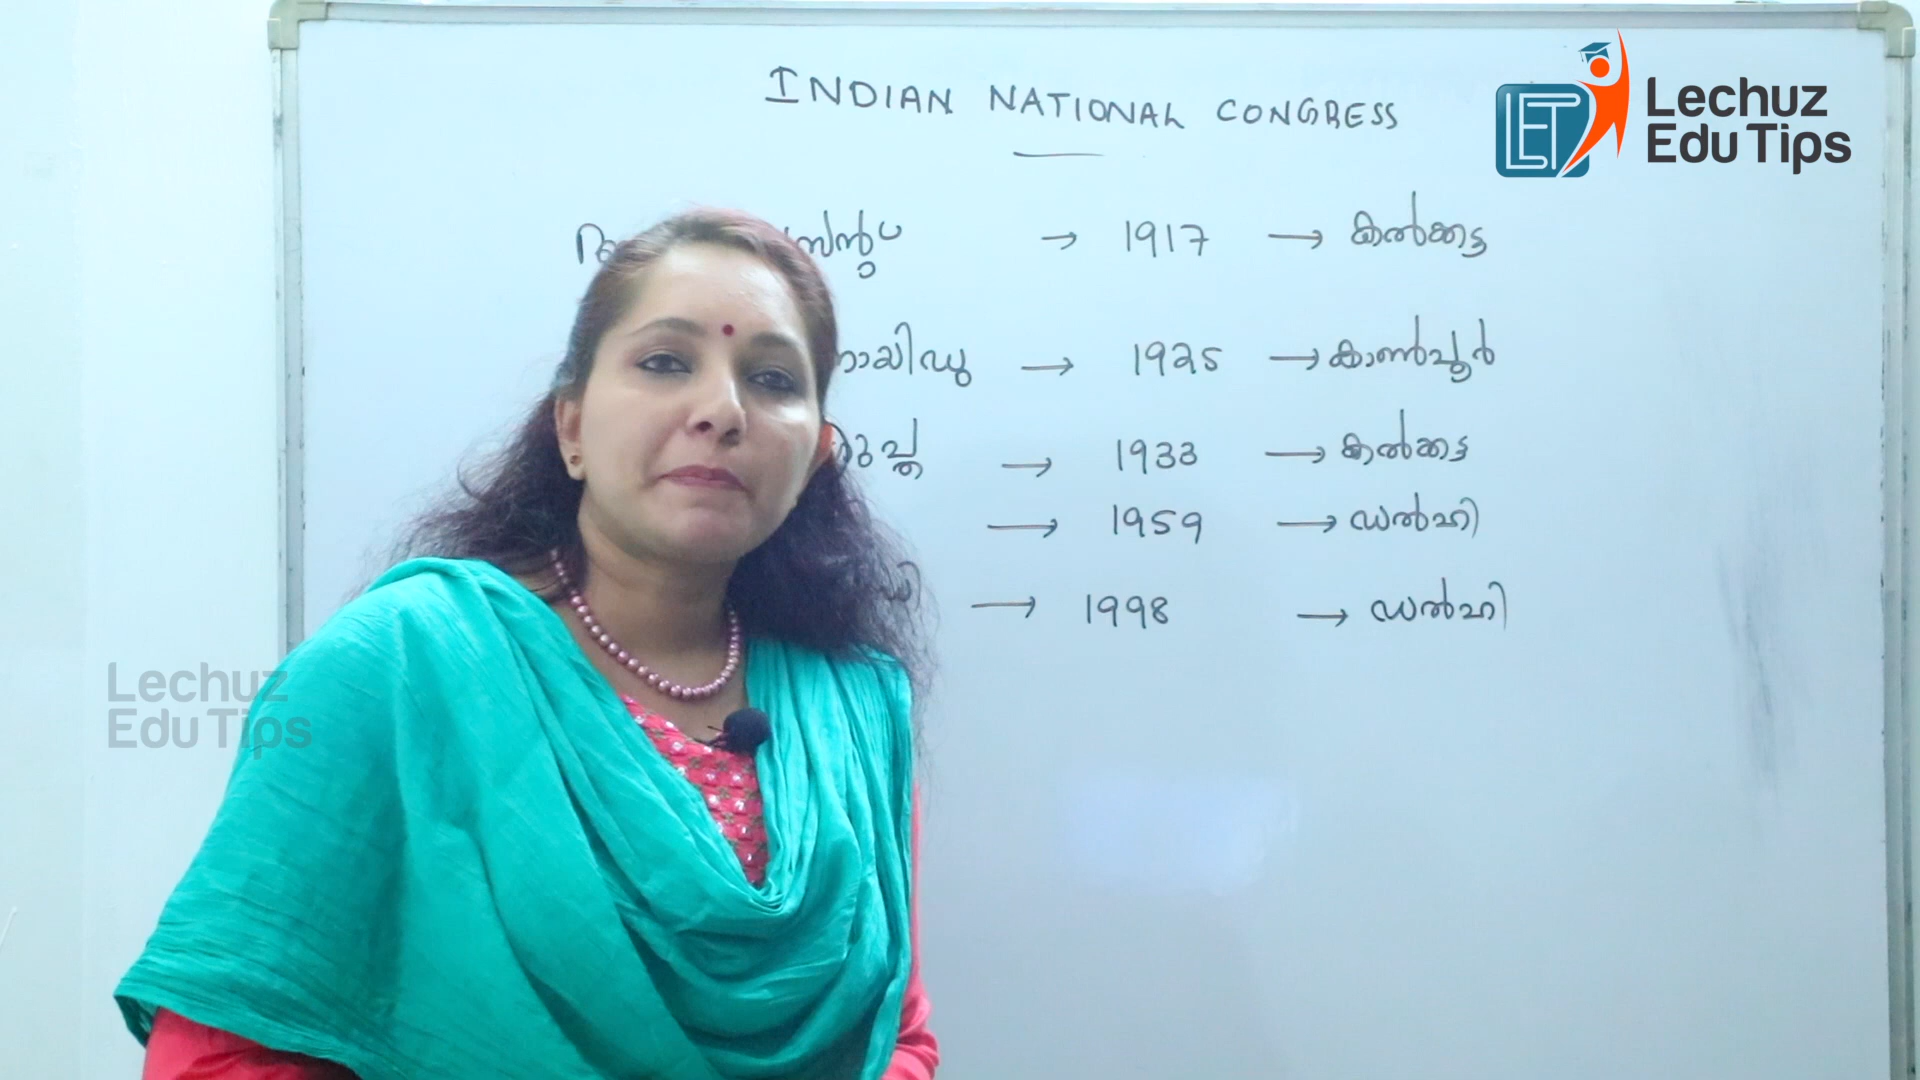 INDIAN NATIONAL CONGRESS
Lechuz
Edu Tips
→ 1917 → കൽക്കട്ട
→ 1925 → കാൺപൂർ
→ 1933 → കൽക്കട്ട
→ 1959 → ഡൽഹി
→ 1998 → ഡൽഹി
Lechuz
Edu Tips